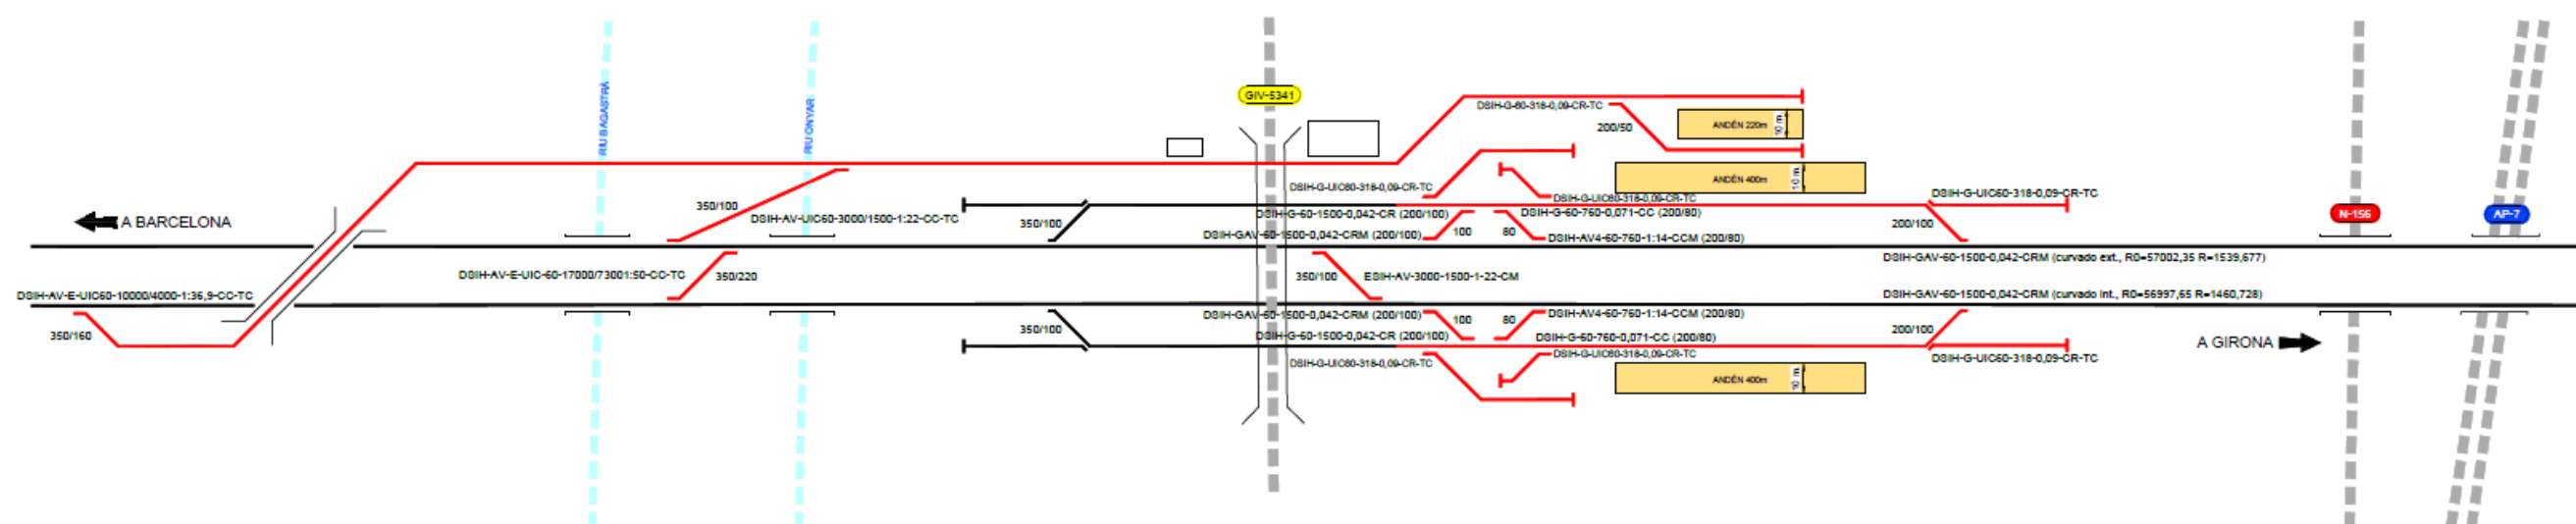 RIU BAGASTRÀ
RIU ONYAR
GIV-5341
DSIH-G-60-318-0,09-CR-TC
200/50
ANDÉN 220m
10 m
ANDÉN 400m
10 m
DSIH-G-UIC60-318-0,09-CR-TC
DSIH-G-UIC60-318-0,09-CR-TC
DSIH-G-UIC60-318-0,09-CR-TC
N-156
AP-7
A BARCELONA
350/100
DSIH-AV-UIC60-3000/1500-1:22-CC-TC
350/100
DSIH-G-60-1500-0,042-CR (200/100)
DSIH-G-60-760-0,071-CC (200/80)
200/100
DSIH-GAV-60-1500-0,042-CRM (200/100)
100
80
DSIH-AV4-60-760-1:14-CCM (200/80)
DSIH-GAV-60-1500-0,042-CRM (curvado ext., R0=57002,35 R=1539,677)
DSIH-AV-E-UIC-60-17000/73001:50-CC-TC
350/220
350/100
ESIH-AV-3000-1500-1-22-CM
DSIH-AV-E-UIC60-10000/4000-1:36,9-CC-TC
DSIH-GAV-60-1500-0,042-CRM (curvado int., R0=56997,65 R=1460,728)
350/160
350/100
DSIH-GAV-60-1500-0,042-CRM (200/100)
100
80
DSIH-AV4-60-760-1:14-CCM (200/80)
DSIH-G-60-1500-0,042-CR (200/100)
DSIH-G-60-760-0,071-CC (200/80)
200/100
A GIRONA
DSIH-G-UIC60-318-0,09-CR-TC
DSIH-G-UIC60-318-0,09-CR-TC
DSIH-G-UIC60-318-0,09-CR-TC
ANDÉN 400m
10 m